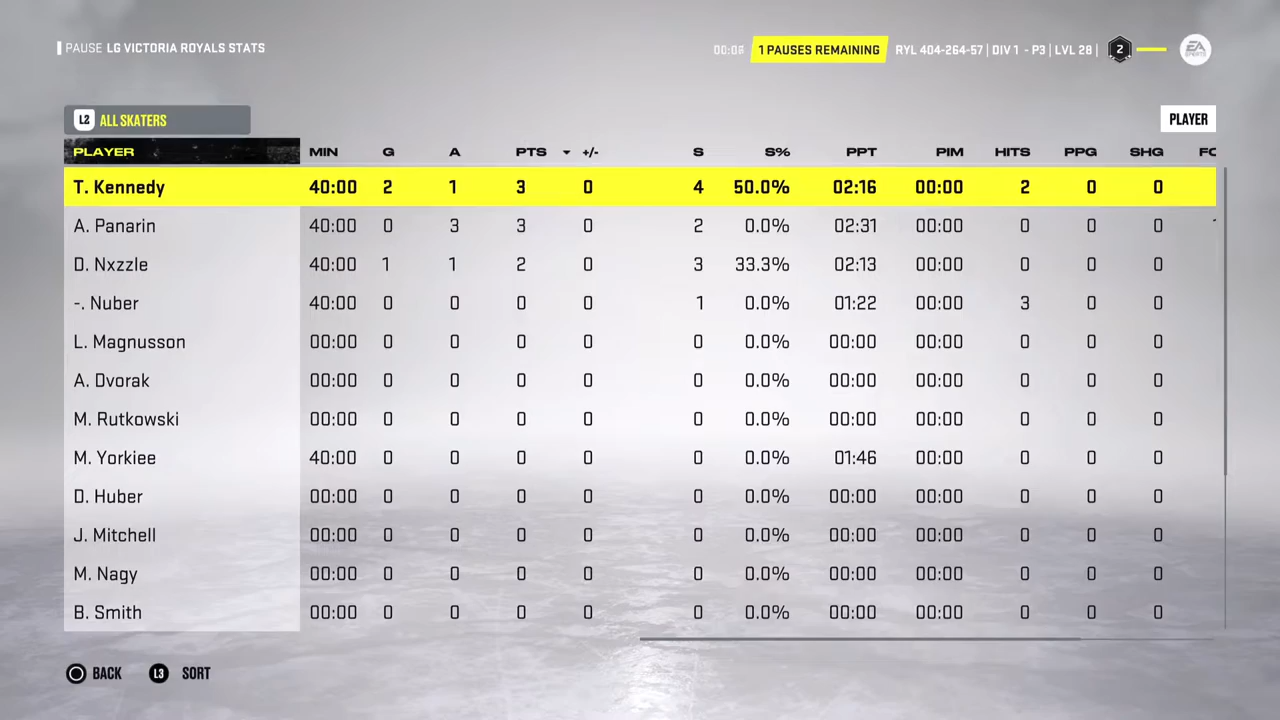 PAUSE LG VICTORIA ROYALS STATS
1 PAUSES REMAINING RYL 404-264-57 | DIV 1 - P3 | LVL 28 | 2 EA SPORTS
L2 ALL SKATERS
PLAYER
PLAYER MIN G A PTS +/- S S% PPT PIM HITS PPG SHG
T. Kennedy 40:00 2 1 3 0 4 50.0% 02:16 00:00 2 0 0
A. Panarin 40:00 0 3 3 0 2 0.0% 02:31 00:00 0 0 0
D. Nxzzle 40:00 1 1 2 0 3 33.3% 02:13 00:00 0 0 0
-. Nuber 40:00 0 0 0 0 1 0.0% 01:22 00:00 3 0 0
L. Magnusson 00:00 0 0 0 0 0 0.0% 00:00 00:00 0 0 0
A. Dvorak 00:00 0 0 0 0 0 0.0% 00:00 00:00 0 0 0
M. Rutkowski 00:00 0 0 0 0 0 0.0% 00:00 00:00 0 0 0
M. Yorkiee 40:00 0 0 0 0 0 0.0% 01:46 00:00 0 0 0
D. Huber 00:00 0 0 0 0 0 0.0% 00:00 00:00 0 0 0
J. Mitchell 00:00 0 0 0 0 0 0.0% 00:00 00:00 0 0 0
M. Nagy 00:00 0 0 0 0 0 0.0% 00:00 00:00 0 0 0
B. Smith 00:00 0 0 0 0 0 0.0% 00:00 00:00 0 0 0
BACK L3 SORT